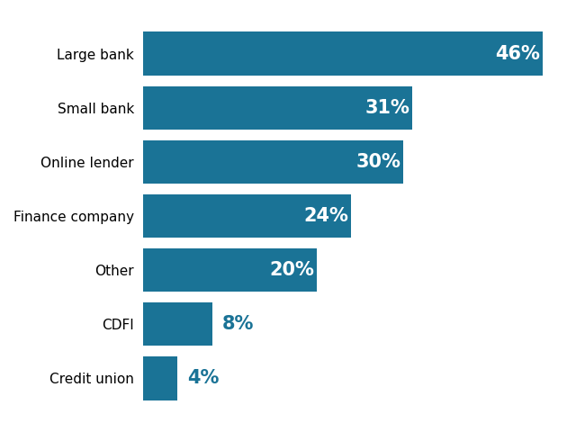 Large bank 46%
Small bank 31%
Online lender 30%
Finance company 24%
Other 20%
CDFI 8%
Credit union 4%